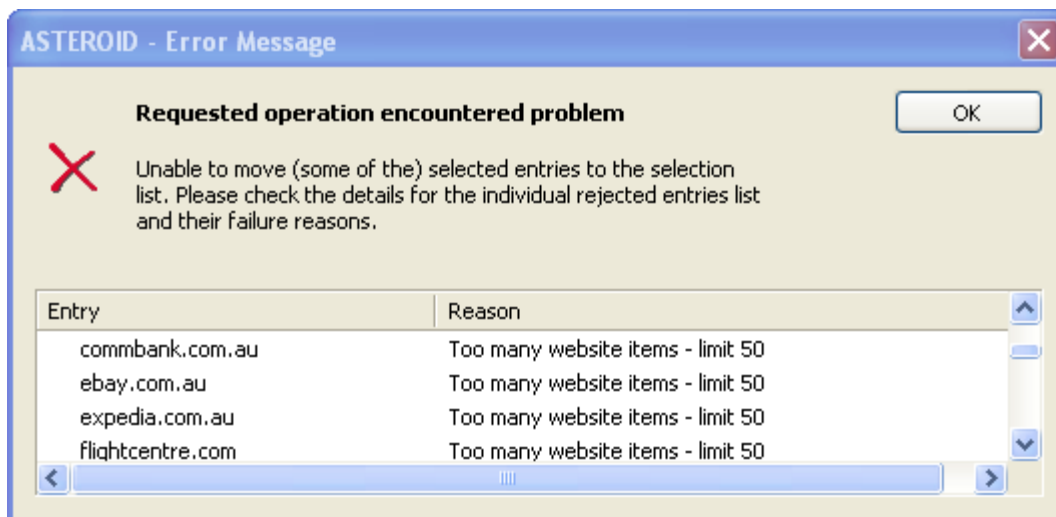 ASTEROID - Error Message
Requested operation encountered problem
OK
Unable to move (some of the) selected entries to the selection
list. Please check the details for the individual rejected entries list
and their failure reasons.
Entry Reason
commbank.com.au Too many website items - limit 50
ebay.com.au Too many website items - limit 50
expedia.com.au Too many website items - limit 50
flightcentre.com Too many website items - limit 50